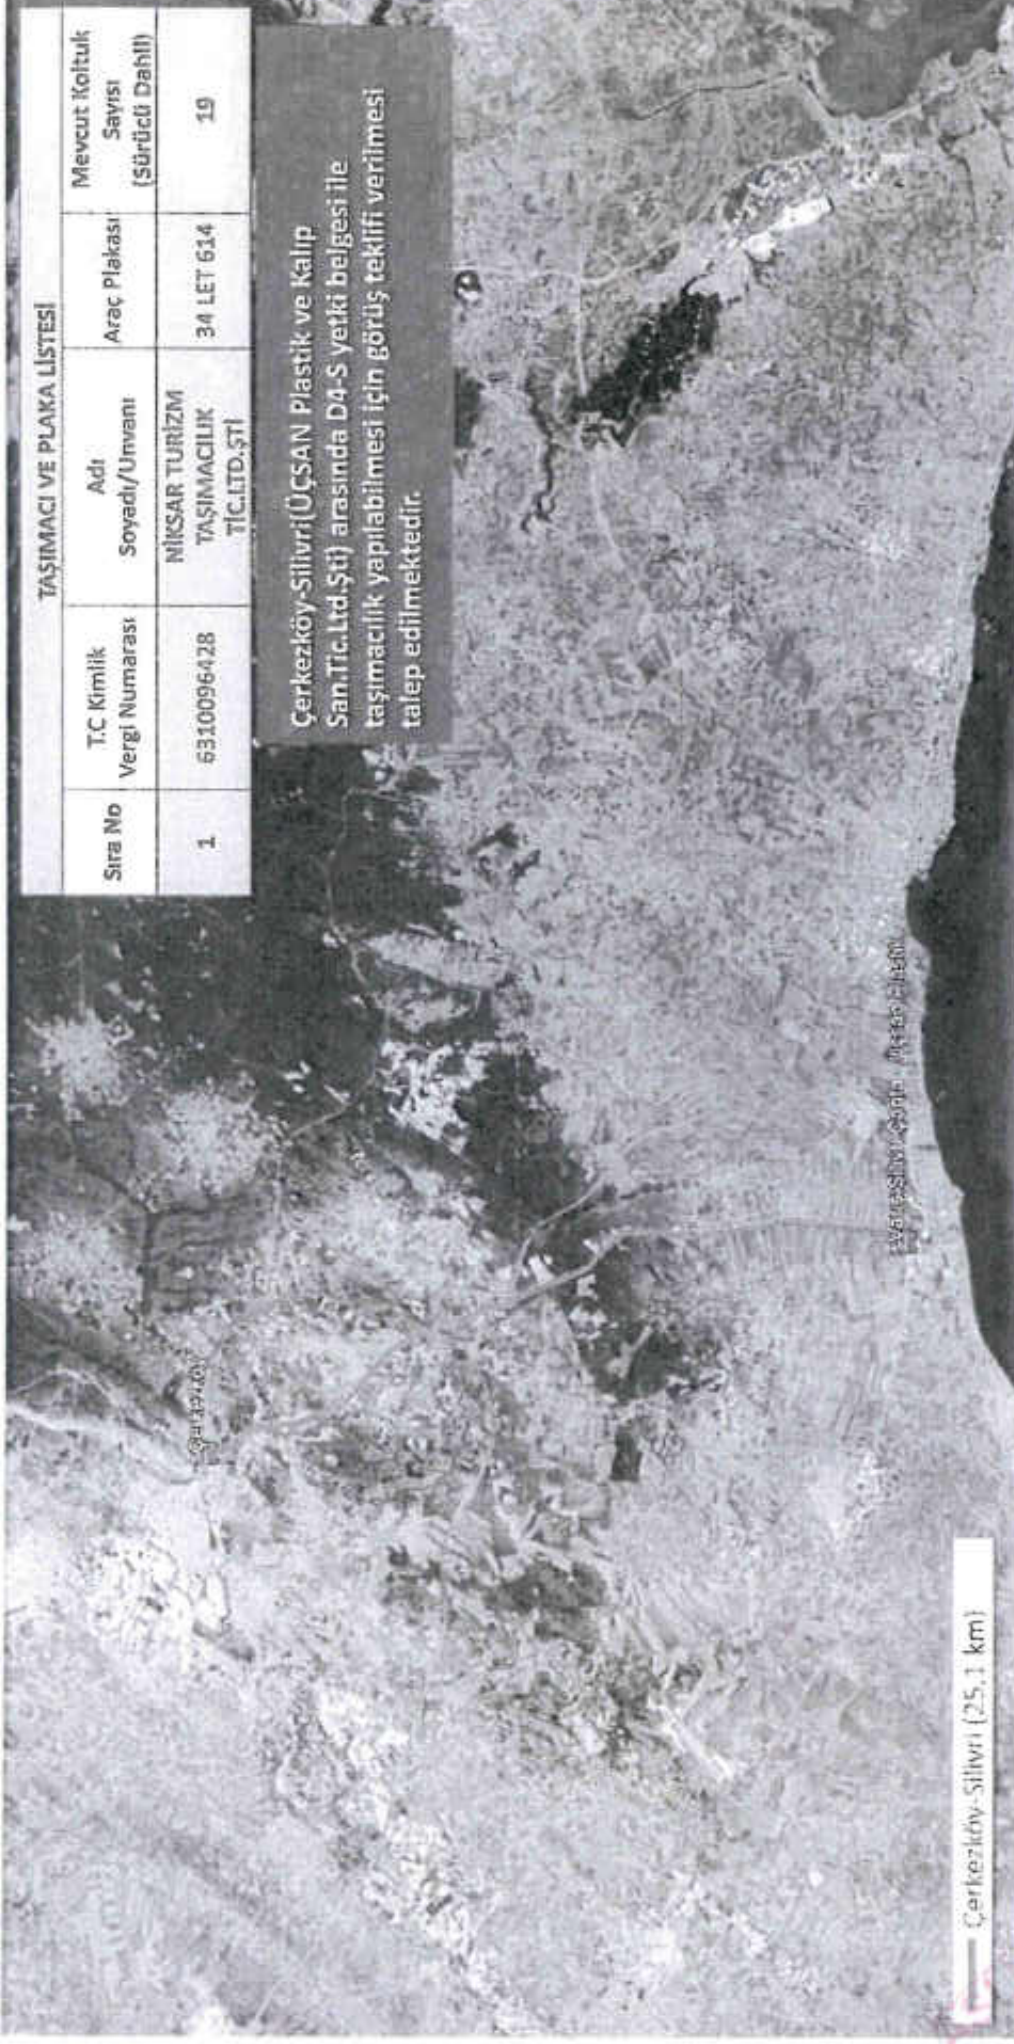 TAŞIMACI VE PLAKA LİSTESİ
Sıra No
T.C Kimlik
Vergi Numarası
Adı
Soyadı/Unvanı
Araç Plakası
Mevcut Koltuk
Sayısı
(Sürücü Dahil)
1
6310096428
NİKSAR TURİZM
TAŞIMACILIK
TİC.LTD.ŞTİ
34 LET 614
19
Çerkezköy-Silivri(ÜÇSAN Plastik ve Kalıp
San.Tic.Ltd.Şti) arasında D4-S yetki belgesi ile
taşımacılık yapılabilmesi için görüş teklifi verilmesi
talep edilmektedir.
Çerkezköy
Çerkezköy-Silivri (25,1 km)